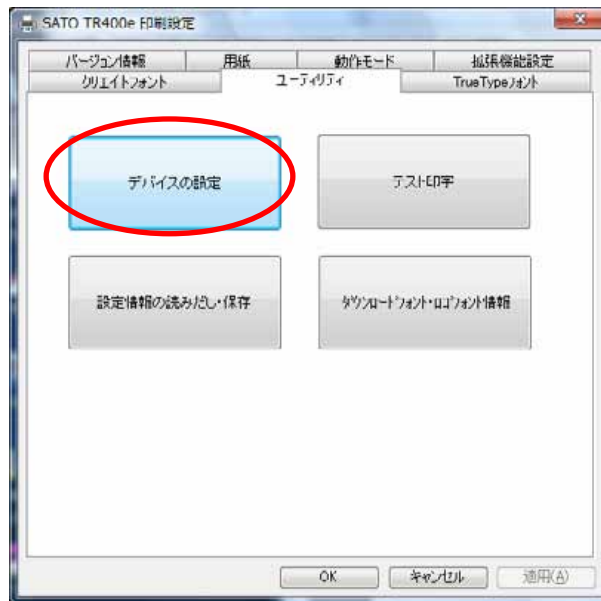 SATO TR400e 印刷設定
バージョン情報 用紙 動作モード 拡張機能設定
クリエイトフォント ユーティリティ TrueTypeフォント
デバイスの設定 テスト印字
設定情報の読みだし・保存 ダウンロードフォント・ロゴフォント情報
OK キャンセル 適用(A)